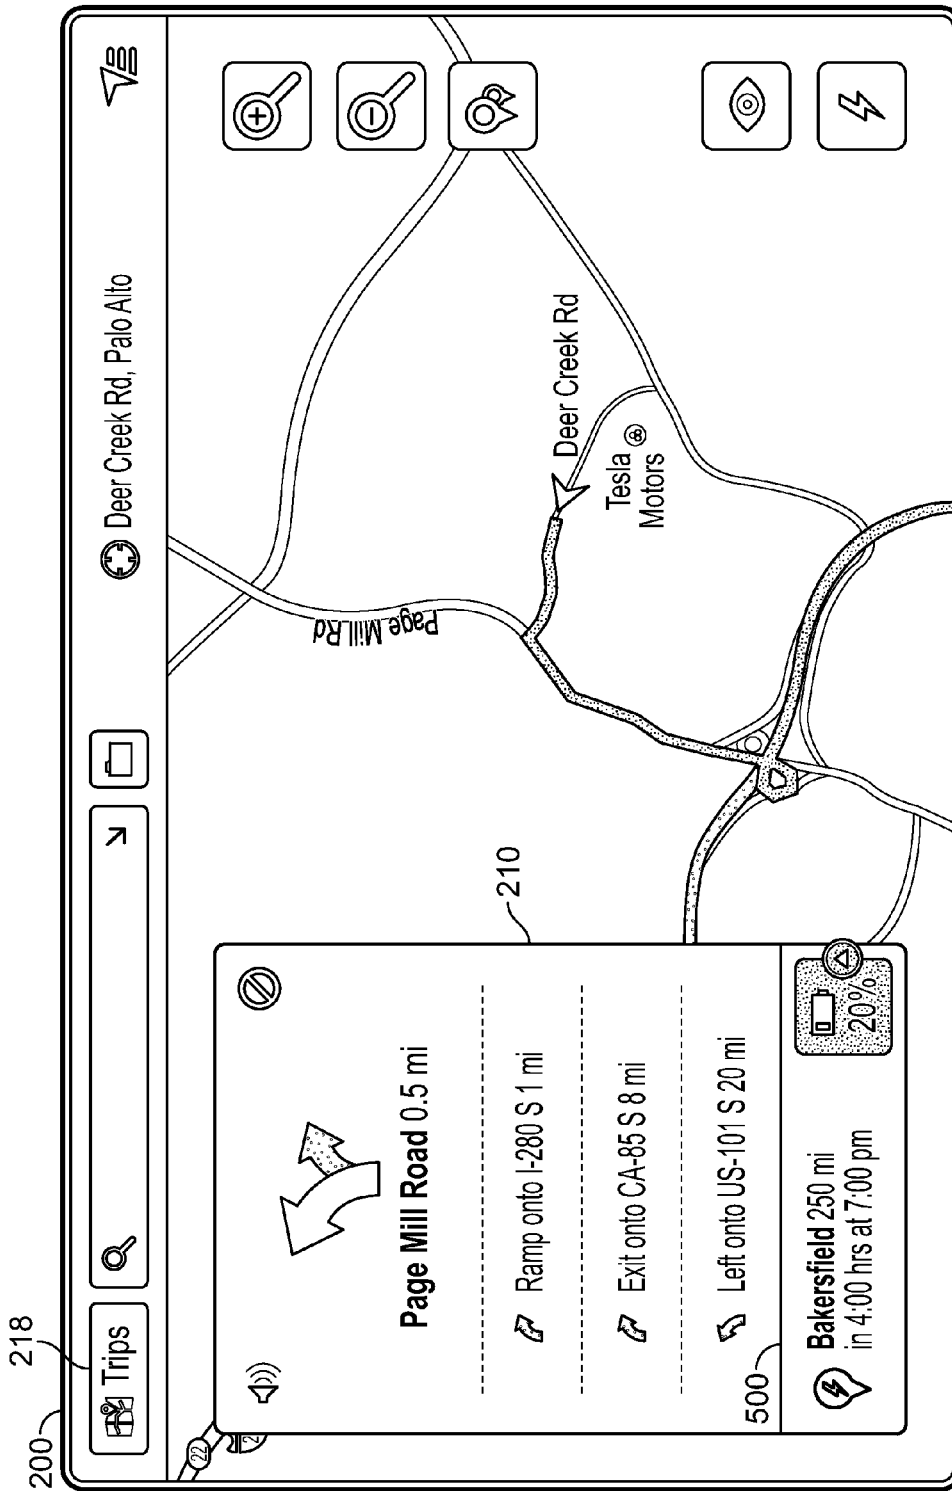 200
218
Trips
Deer Creek Rd, Palo Alto
22
2
Page Mill Road 0.5 mi
Ramp onto I-280 S 1 mi
Exit onto CA-85 S 8 mi
Left onto US-101 S 20 mi
500
Bakersfield 250 mi
in 4:00 hrs at 7:00 pm
20%
210
Page Mill Rd
Deer Creek Rd
Tesla
Motors